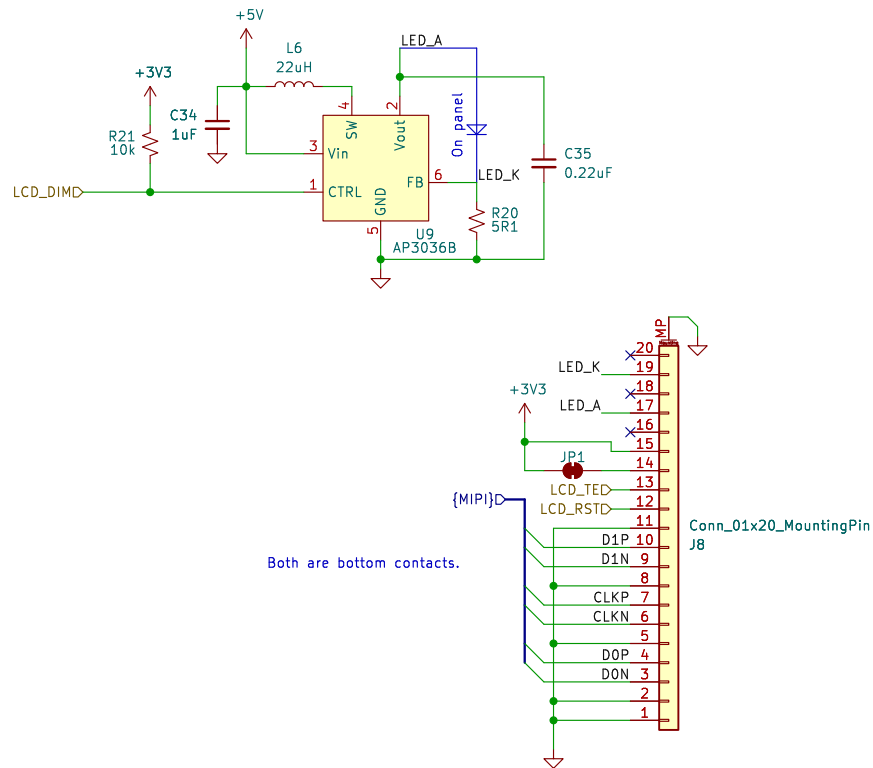 +5V
LED_A
L6
22uH
+3V3
C34
1uF
4
2
SW
Vout
On panel
R21
10k
3
Vin
C35
0.22uF
LCD_DIM
1
CTRL
FB
6
LED_K
GND
R20
5R1
5
U9
AP3036B
MP
20
LED_K
19
+3V3
18
LED_A
17
16
15
JP1
14
LCD_TE
13
{MIPI}
LCD_RST
12
11
Conn_01x20_MountingPin
J8
D1P
10
D1N
9
Both are bottom contacts.
8
CLKP
7
CLKN
6
5
D0P
4
D0N
3
2
1